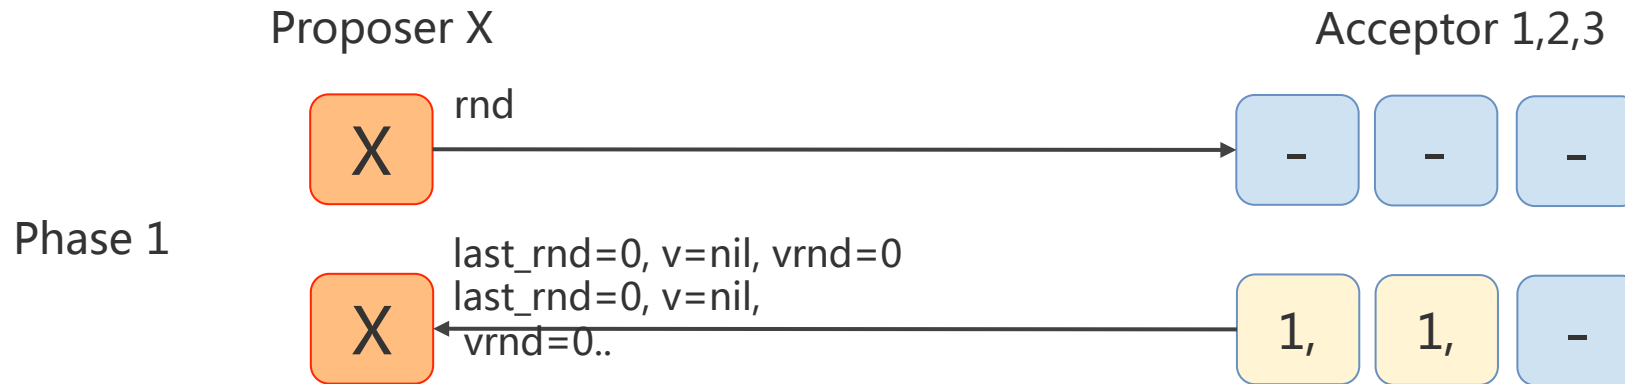 Proposer X
Acceptor 1,2,3
rnd
X
-
-
-
Phase 1
last_rnd=0, v=nil, vrnd=0
last_rnd=0, v=nil,
vrnd=0..
X
1,
1,
-